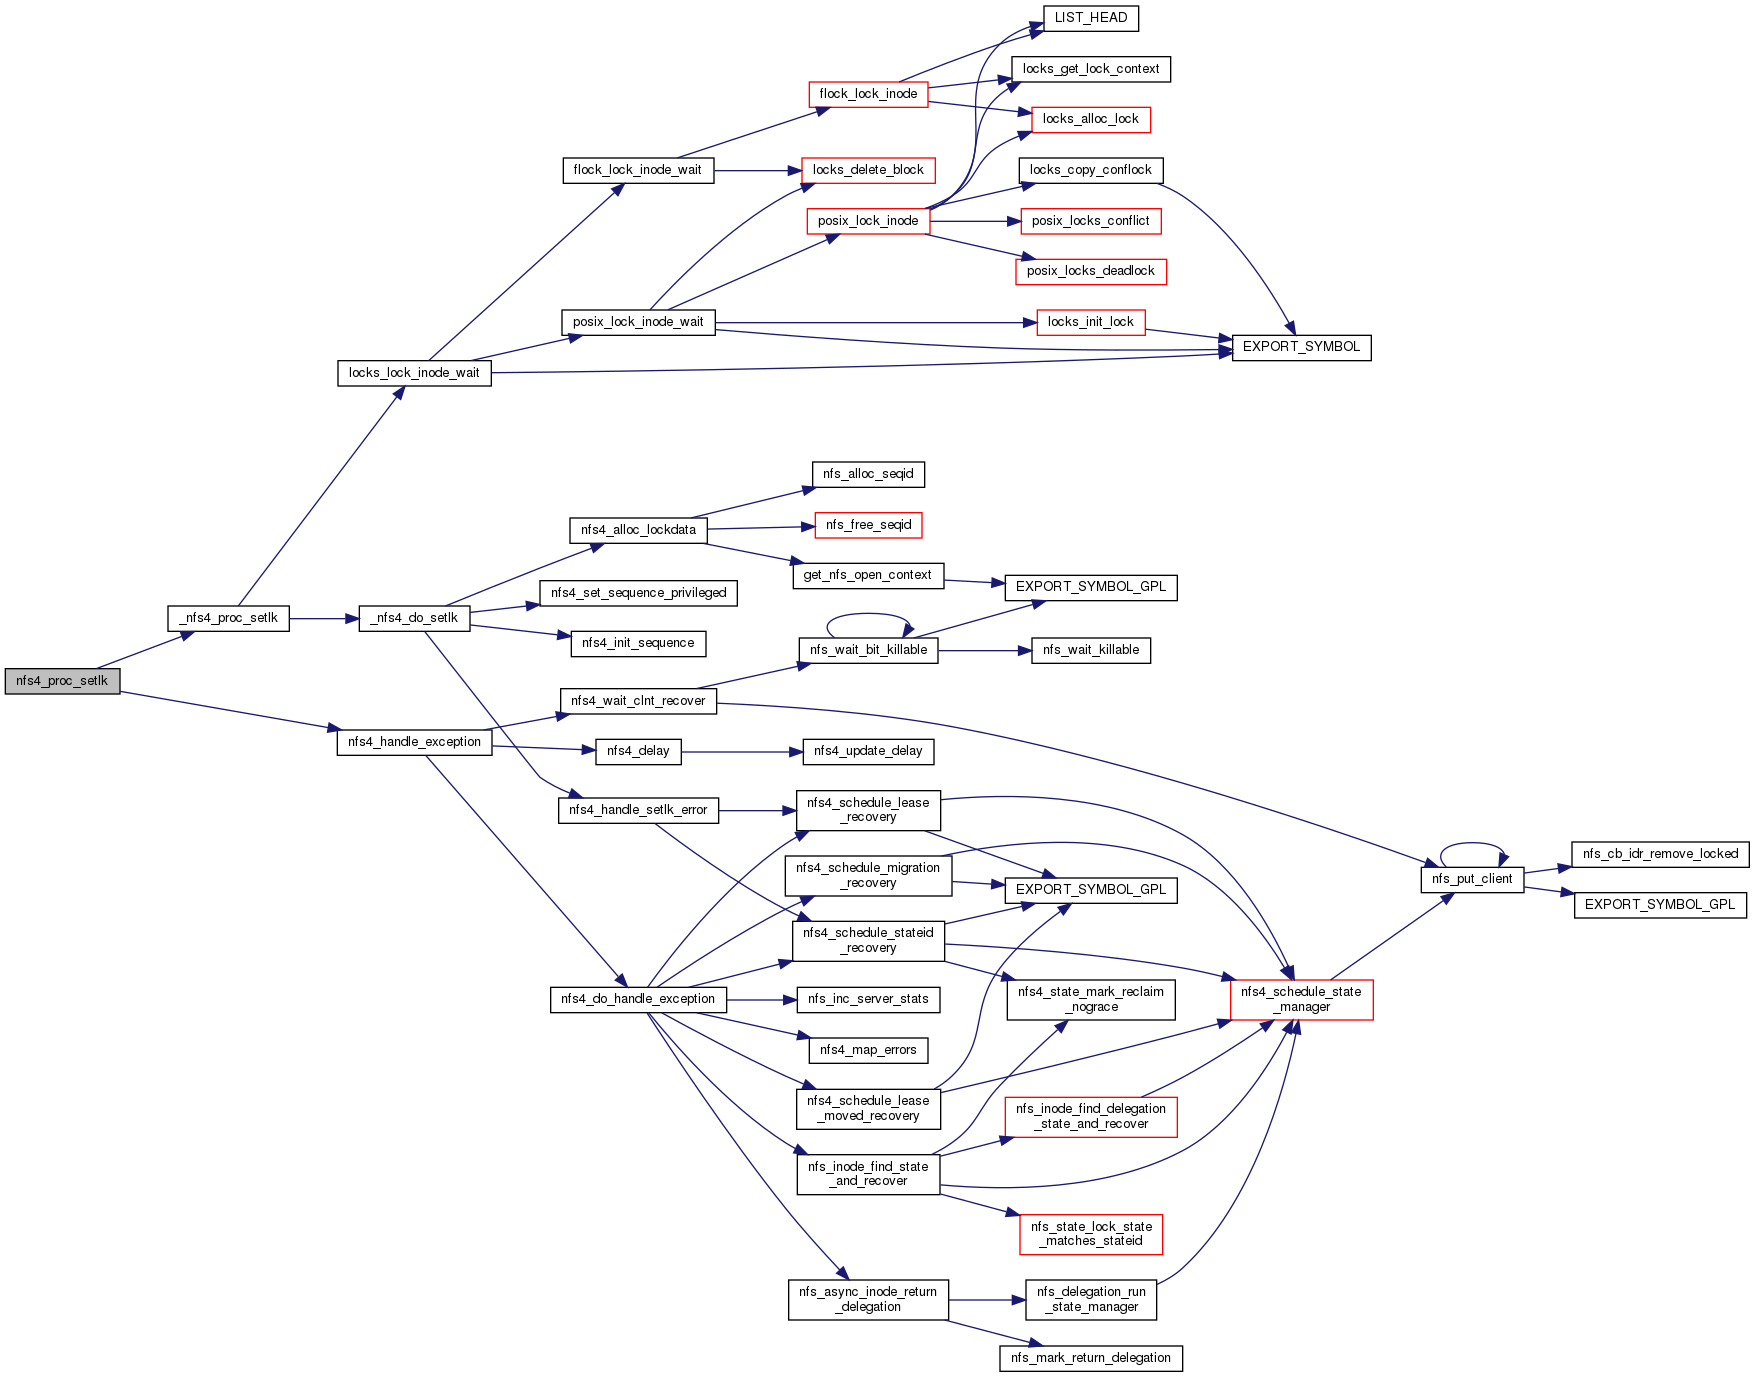 LIST_HEAD
locks_get_lock_context
flock_lock_inode
locks_alloc_lock
flock_lock_inode_wait
locks_delete_block
locks_copy_conflock
posix_lock_inode
posix_locks_conflict
posix_locks_deadlock
posix_lock_inode_wait
locks_init_lock
EXPORT_SYMBOL
locks_lock_inode_wait
nfs_alloc_seqid
nfs4_alloc_lockdata
nfs_free_seqid
get_nfs_open_context
EXPORT_SYMBOL_GPL
nfs4_set_sequence_privileged
_nfs4_proc_setlk
_nfs4_do_setlk
nfs4_init_sequence
nfs_wait_bit_killable
nfs_wait_killable
nfs4_proc_setlk
nfs4_wait_clnt_recover
nfs4_handle_exception
nfs4_delay
nfs4_update_delay
nfs4_handle_setlk_error
nfs4_schedule_lease
_recovery
nfs_cb_idr_remove_locked
nfs4_schedule_migration
_recovery
nfs_put_client
EXPORT_SYMBOL_GPL
EXPORT_SYMBOL_GPL
nfs4_schedule_stateid
_recovery
nfs4_do_handle_exception
nfs_inc_server_stats
nfs4_state_mark_reclaim
_nograce
nfs4_schedule_state
_manager
nfs4_map_errors
nfs4_schedule_lease
_moved_recovery
nfs_inode_find_delegation
_state_and_recover
nfs_inode_find_state
_and_recover
nfs_state_lock_state
_matches_stateid
nfs_async_inode_return
_delegation
nfs_delegation_run
_state_manager
nfs_mark_return_delegation